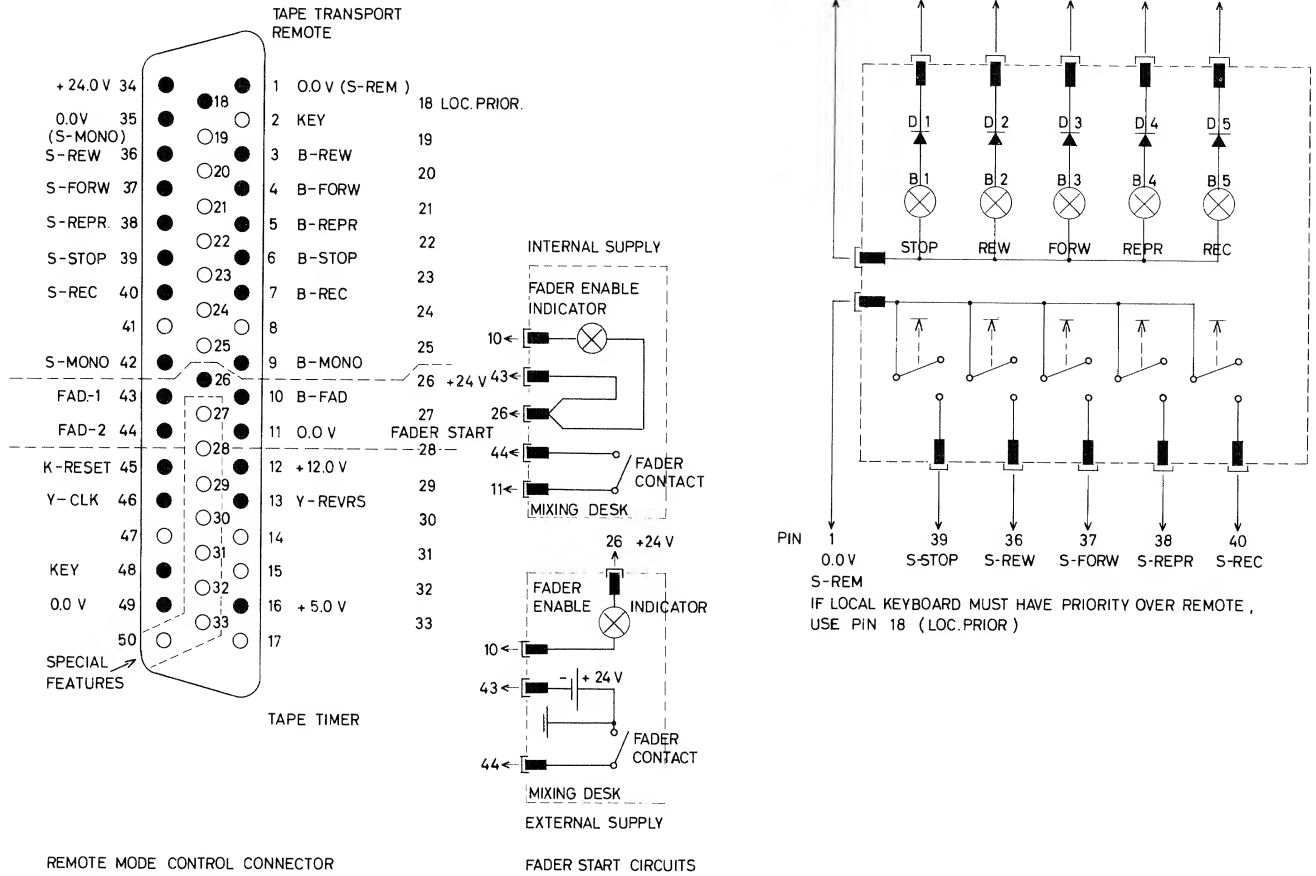 TAPE TRANSPORT
REMOTE
+ 24.0 V 34
0.0V 35
(S-MONO)
S-REW 36
S-FORW 37
S-REPR. 38
S-STOP 39
S-REC 40
41
S-MONO 42
FAD.-1 43
FAD-2 44
K-RESET 45
Y-CLK 46
47
KEY 48
0.0 V 49
50
SPECIAL
FEATURES
18
19
20
21
22
23
24
25
26
27
28
29
30
31
32
33
1 0.0 V (S-REM )
2 KEY
3 B-REW
4 B-FORW
5 B-REPR
6 B-STOP
7 B-REC
8
9 B-MONO
10 B-FAD
11 0.0 V
12 +12.0 V
13 Y-REVRS
14
15
16 + 5.0 V
17
18 LOC.PRIOR.
19
20
21
22
23
24
25
26 +24 V
27
FADER START
28
29
30
31
32
33
TAPE TIMER
REMOTE MODE CONTROL CONNECTOR
INTERNAL SUPPLY
FADER ENABLE
INDICATOR
10
43
26
44
11
FADER
CONTACT
MIXING DESK
26 +24 V
FADER
ENABLE
INDICATOR
10
43
- + 24 V
FADER
CONTACT
44
MIXING DESK
EXTERNAL SUPPLY
FADER START CIRCUITS
D 1 D 2 D 3 D 4 D 5
B 1 B 2 B 3 B 4 B 5
STOP REW FORW REPR REC
PIN 1 39 36 37 38 40
0.0V S-STOP S-REW S-FORW S-REPR S-REC
S-REM
IF LOCAL KEYBOARD MUST HAVE PRIORITY OVER REMOTE ,
USE PIN 18 ( LOC.PRIOR )